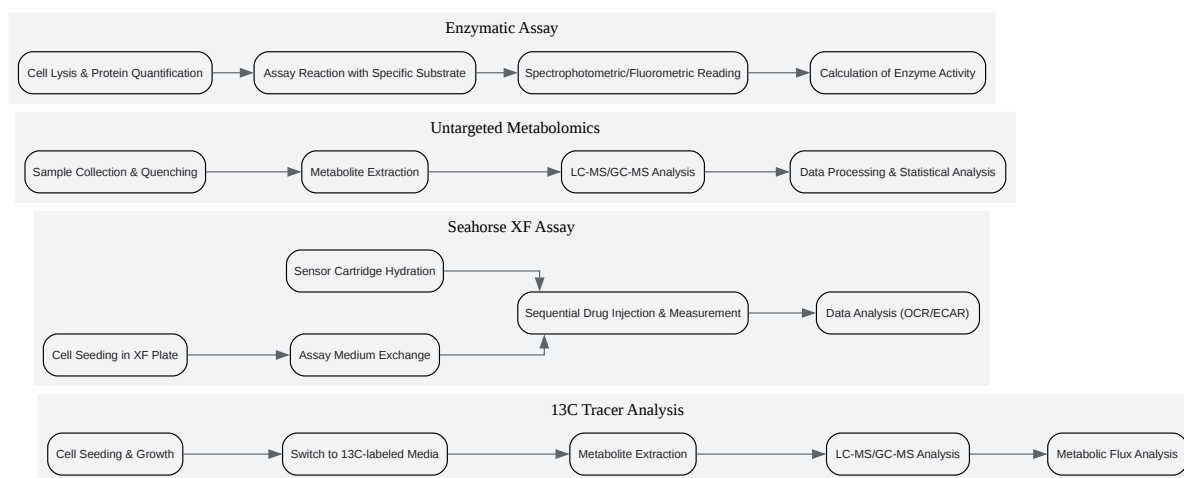 Enzymatic Assay
Cell Lysis & Protein Quantification
Assay Reaction with Specific Substrate
Spectrophotometric/Fluorometric Reading
Calculation of Enzyme Activity
Untargeted Metabolomics
Sample Collection & Quenching
Metabolite Extraction
LC-MS/GC-MS Analysis
Data Processing & Statistical Analysis
Seahorse XF Assay
Sensor Cartridge Hydration
Sequential Drug Injection & Measurement
Data Analysis (OCR/ECAR)
Cell Seeding in XF Plate
Assay Medium Exchange
13C Tracer Analysis
Cell Seeding & Growth
Switch to 13C-labeled Media
Metabolite Extraction
LC-MS/GC-MS Analysis
Metabolic Flux Analysis